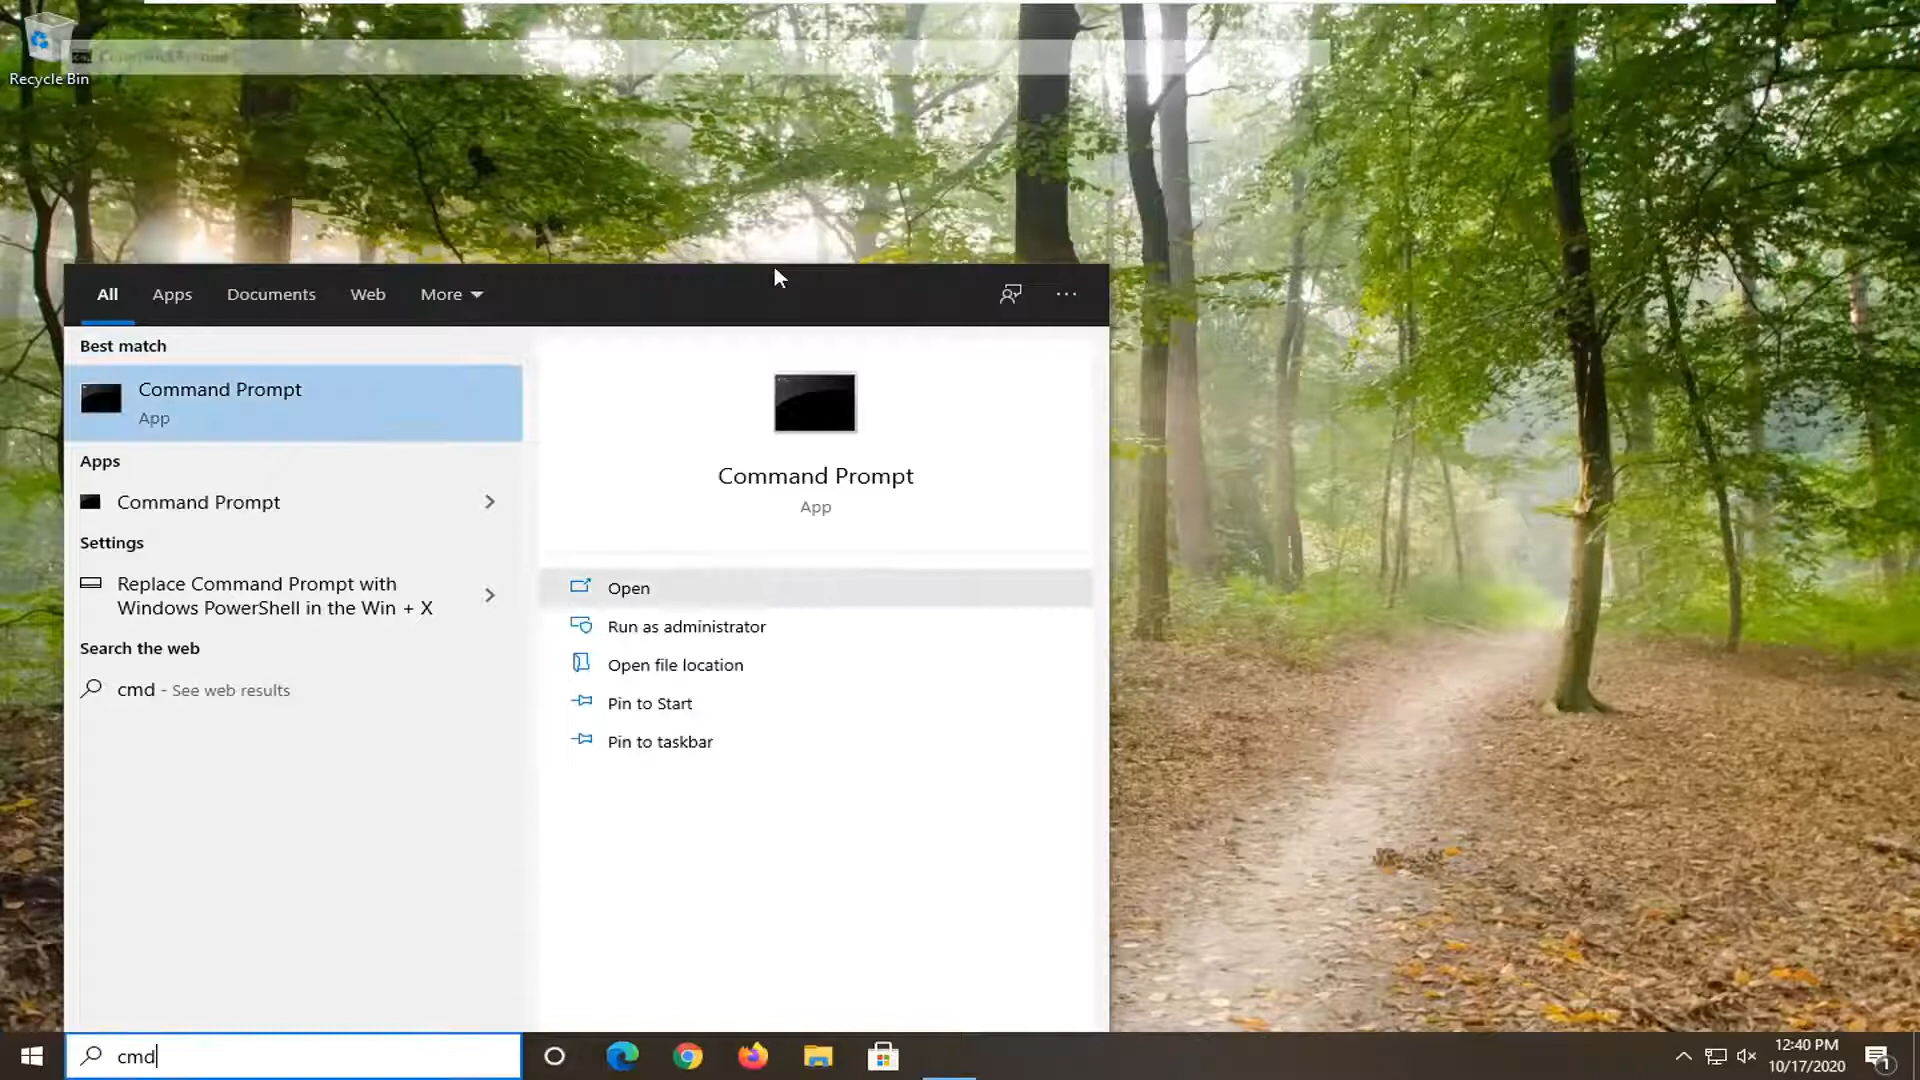 Recycle Bin
All Apps Documents Web More
Best match
Command Prompt
App
Apps
Command Prompt
Settings
Replace Command Prompt with
Windows PowerShell in the Win + X
Search the web
cmd - See web results
Command Prompt
App
Open
Run as administrator
Open file location
Pin to Start
Pin to taskbar
cmd
12:40 PM
10/17/2020
1